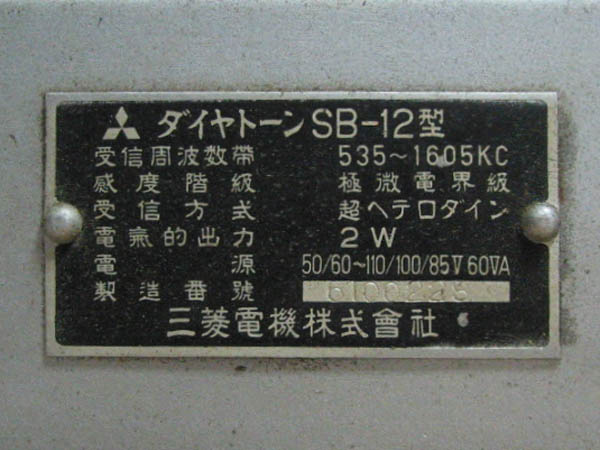 ダイヤトーンSB-12型
受信周波数帶 535~1605KC
感度階級 極微電界級
受信方式 超ヘテロダイン
電氣的出力 2W
電源 50/60~110/100/85V 60VA
製造番號
三菱電機株式會社